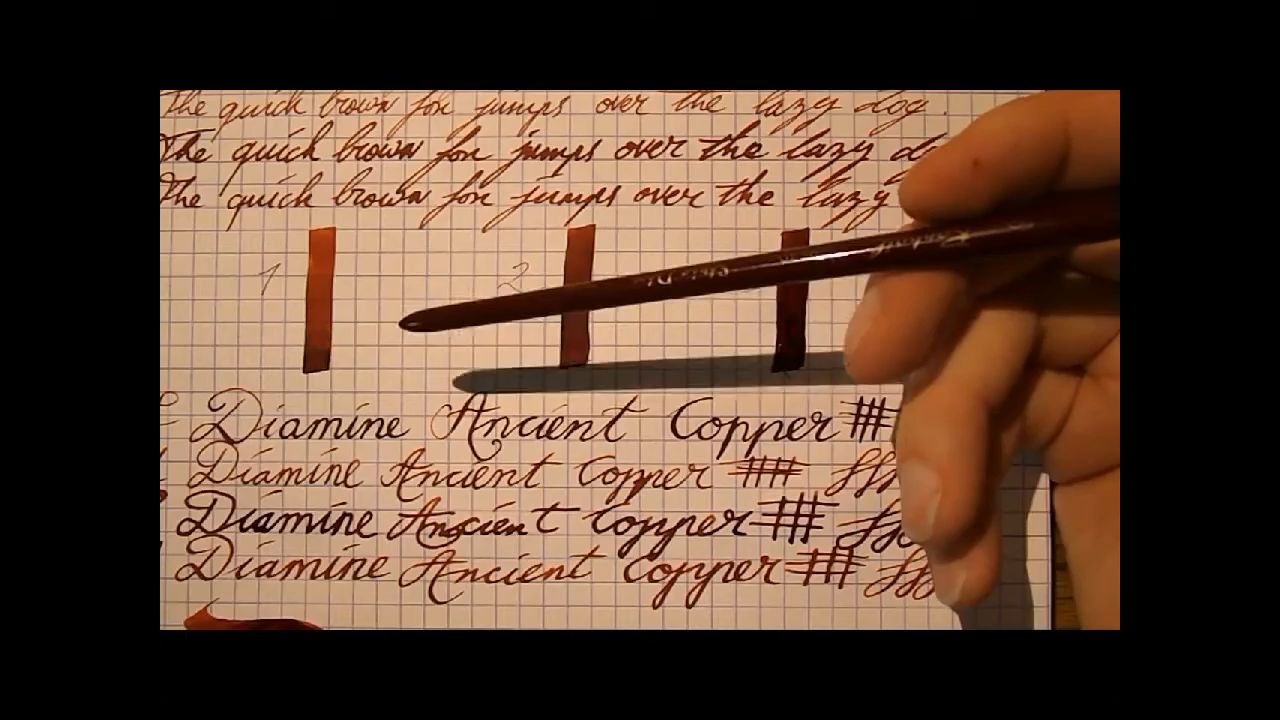 The quick brown fox jumps over the lazy dog.
The quick brown fox jumps over the lazy
The quick brown fox jumps over the lazy
1 2
Diamine Ancient Copper
Diamine Ancient Copper
Diamine Ancient Copper
Diamine Ancient Copper